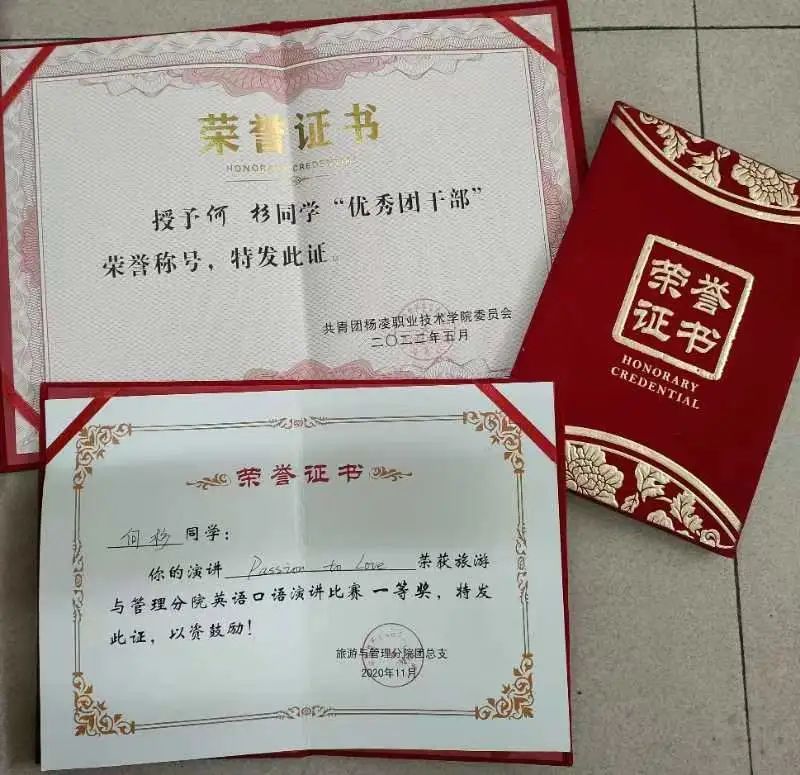 荣誉证书
HONORARY CREDENTIAL
授予何 杉同学“优秀团干部”
荣誉称号，特发此证。
共青团杨凌职业技术学院委员会
二〇二二年五月
荣誉
证书
HONORARY
CREDENTIAL
荣誉证书
何杉同学：
你的演讲 Passion to Love 荣获旅游
与管理分院英语口语演讲比赛一等奖，特发
此证，以资鼓励！
旅游与管理分院团总支
2020年11月